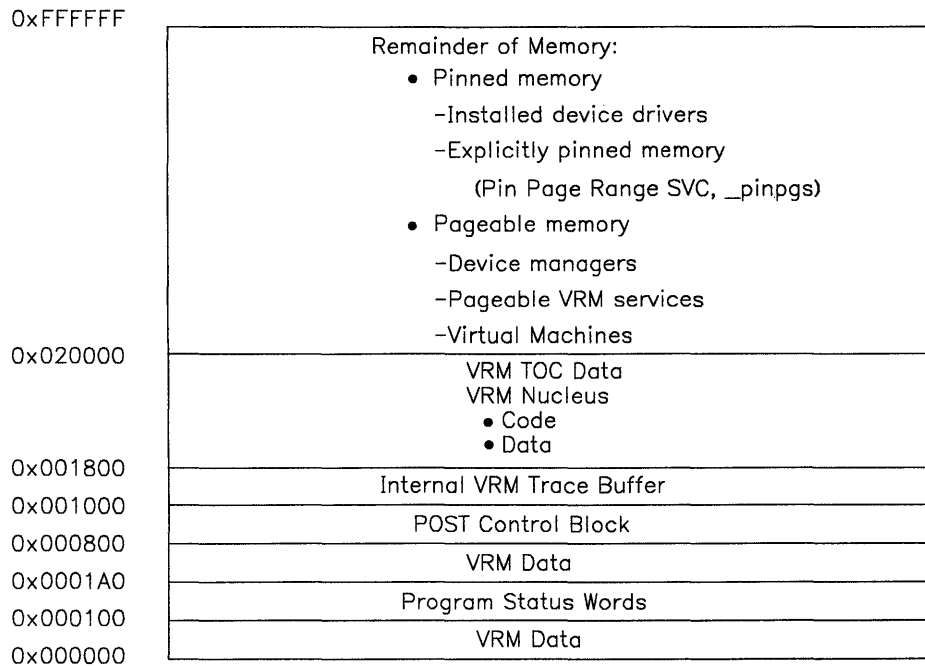 0xFFFFFF
Remainder of Memory:
• Pinned memory
-Installed device drivers
-Explicitly pinned memory
(Pin Page Range SVC, _pinpgs)
• Pageable memory
-Device managers
-Pageable VRM services
-Virtual Machines
0x020000
VRM TOC Data
VRM Nucleus
• Code
• Data
0x001800
Internal VRM Trace Buffer
0x001000
POST Control Block
0x000800
VRM Data
0x0001A0
Program Status Words
0x000100
VRM Data
0x000000